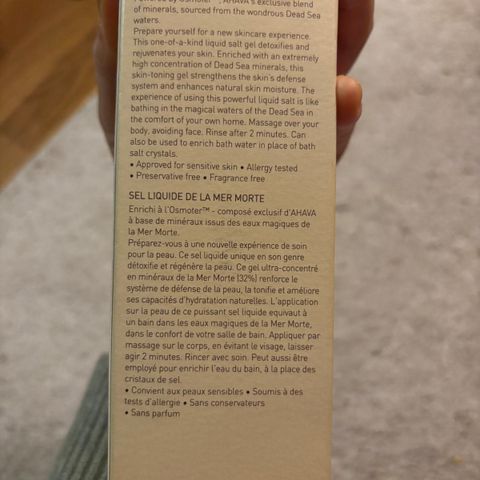 Powered by Osmoter™, AHAVA's exclusive blend
of minerals, sourced from the wondrous Dead Sea
waters.
Prepare yourself for a new skincare experience.
This one-of-a-kind liquid salt gel detoxifies and
rejuvenates your skin. Enriched with an extremely
high concentration of Dead Sea minerals, this
skin-toning gel strengthens the skin's defense
system and enhances natural skin moisture. The
experience of using this powerful liquid salt is like
bathing in the magical waters of the Dead Sea in
the comfort of your own home. Massage over your
body, avoiding face. Rinse after 2 minutes. Can
also be used to enrich bath water in place of bath
salt crystals.
• Approved for sensitive skin • Allergy tested
• Preservative free • Fragrance free
SEL LIQUIDE DE LA MER MORTE
Enrichi à l'Osmoter™ - composé exclusif d'AHAVA
à base de minéraux issus des eaux magiques de
la Mer Morte.
Préparez-vous à une nouvelle expérience de soin
pour la peau. Ce sel liquide unique en son genre
détoxifie et régénère la peau. Ce gel ultra-concentré
en minéraux de la Mer Morte (32%) renforce le
système de défense de la peau, la tonifie et améliore
ses capacités d'hydratation naturelles. L'application
sur la peau de ce puissant sel liquide equivaut à
un bain dans les eaux magiques de la Mer Morte,
dans le confort de votre salle de bain. Appliquer par
massage sur le corps, en évitant le visage, laisser
agir 2 minutes. Rincer avec soin. Peut aussi être
employé pour enrichir l'eau du bain, à la place des
cristaux de sel.
• Convient aux peaux sensibles • Soumis à des
tests d'allergie • Sans conservateurs
• Sans parfum